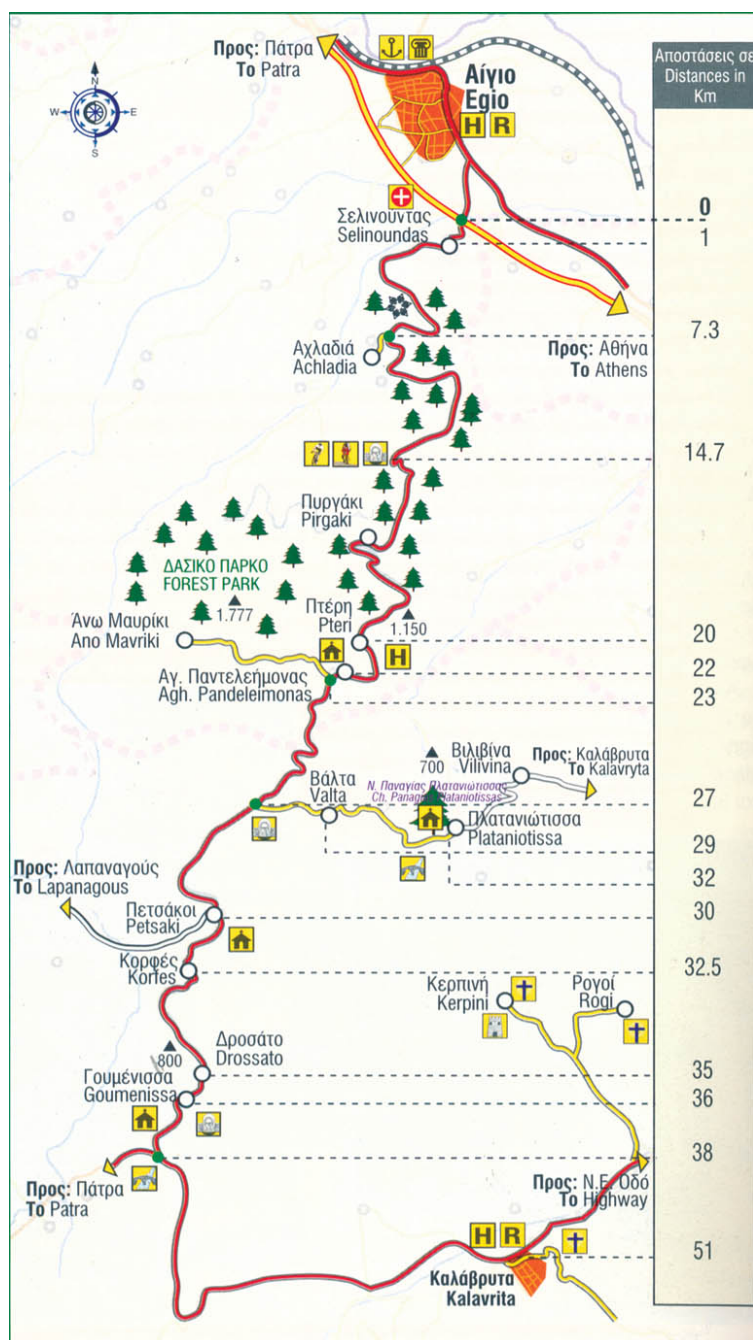 Προς: Πάτρα
To Patra
Αίγιο
Egio
H R
Αποστάσεις σε
Distances in
Km
N
W E
S
0
Σελινούντας
Selinoundas
1
Αχλαδιά
Achladia
7.3
Προς: Αθήνα
To Athens
14.7
Πυργάκι
Pirgaki
ΔΑΣΙΚΟ ΠΑΡΚΟ
FOREST PARK
1.777
Άνω Μαυρίκι
Ano Mavriki
Πτέρη
Pteri
1.150
20
H
Αγ. Παντελεήμονας
Agh. Pandeleimonas
22
23
700
Βιλιβίνα
Vilivina
Προς: Καλάβρυτα
To Kalavryta
Βάλτα
Valta
Ν. Παναγίας Πλατανιώτισσας
Ch. Panagias Plataniotissas
27
Πλατανιώτισσα
Plataniotissa
29
32
Προς: Λαπαναγούς
To Lapanagous
Πετσάκοι
Petsaki
30
Κορφές
Korfes
32.5
Κερπινή
Kerpini
Ρογοί
Rogi
Δροσάτο
Drossato
800
35
Γουμένισσα
Goumenissa
36
38
Προς: Πάτρα
To Patra
Προς: Ν.Ε. Οδό
To Highway
H R
51
Καλάβρυτα
Kalavrita